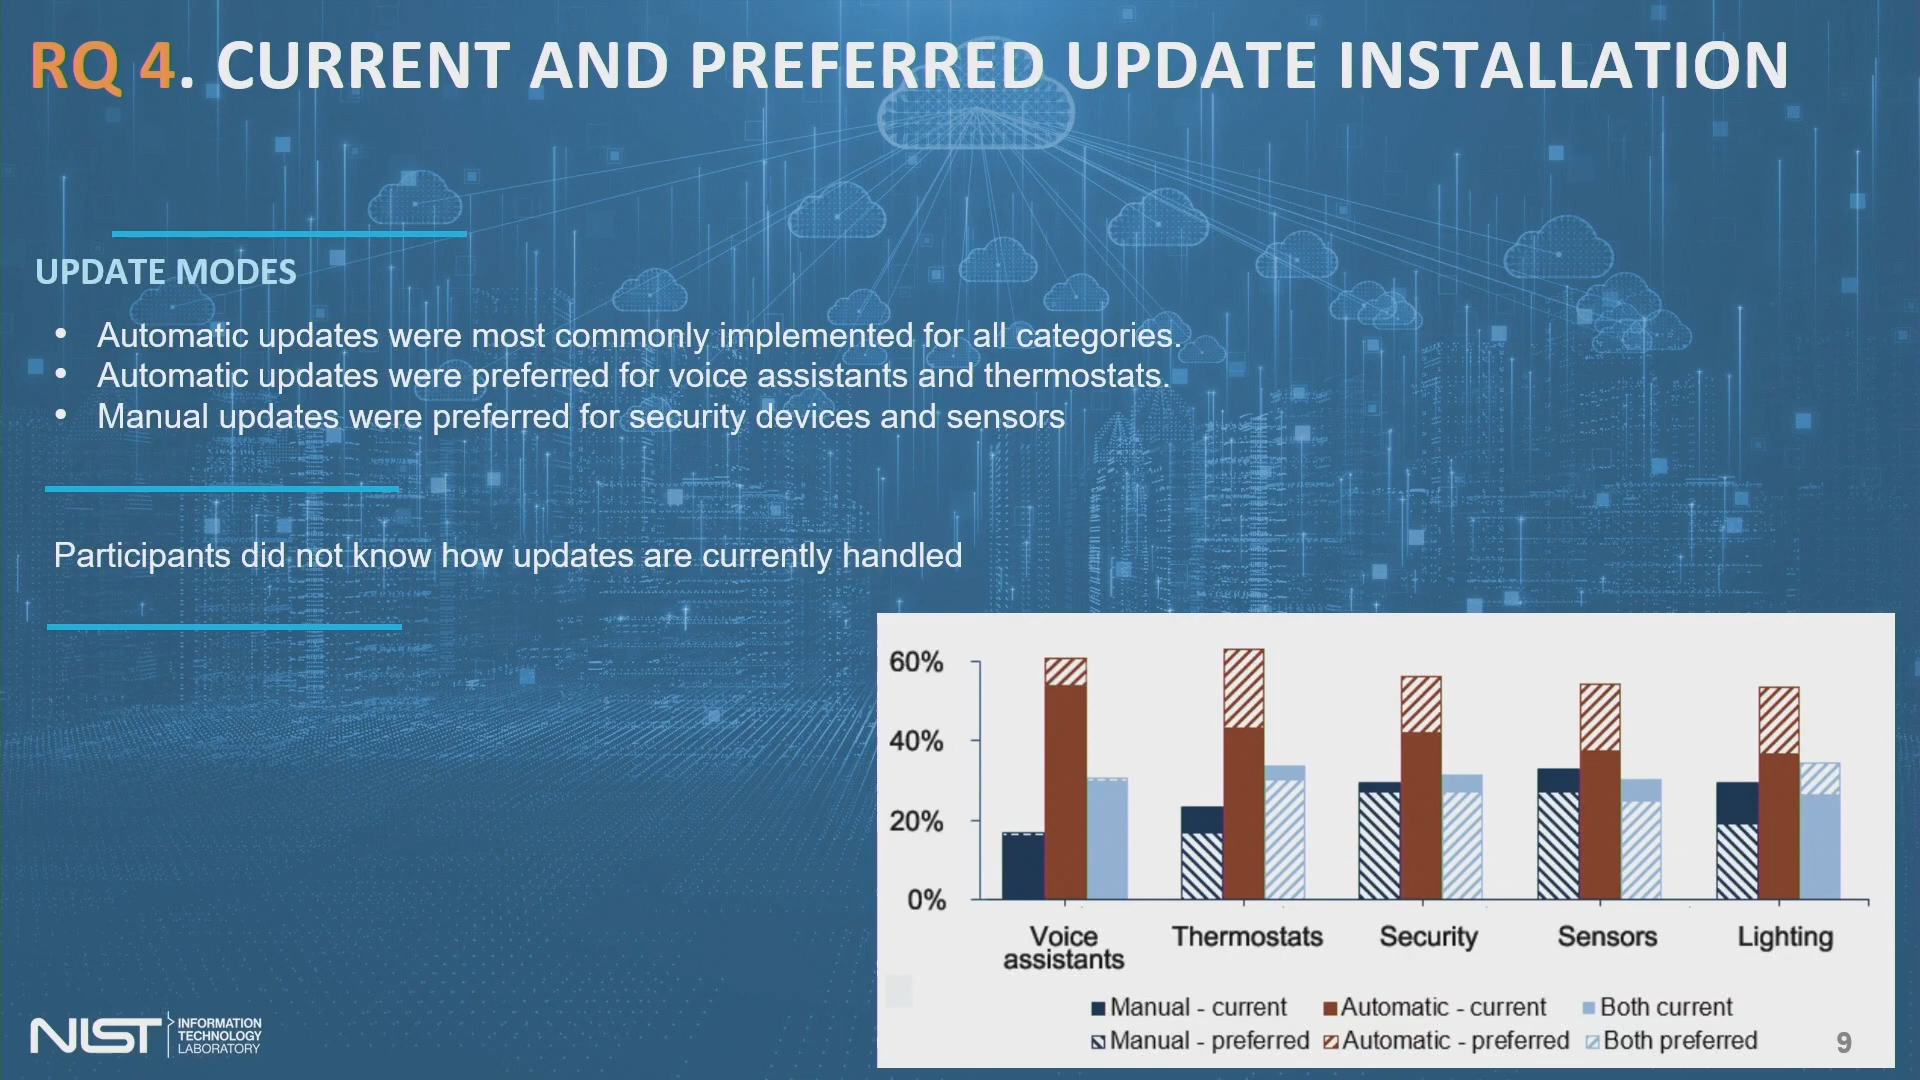 RQ 4. CURRENT AND PREFERRED UPDATE INSTALLATION
UPDATE MODES
• Automatic updates were most commonly implemented for all categories.
• Automatic updates were preferred for voice assistants and thermostats.
• Manual updates were preferred for security devices and sensors
Participants did not know how updates are currently handled
60%
40%
20%
0%
Voice
assistants
Thermostats
Security
Sensors
Lighting
Manual - current
Automatic - current
Both current
Manual - preferred
Automatic - preferred
Both preferred
NIST
INFORMATION
TECHNOLOGY
LABORATORY
9